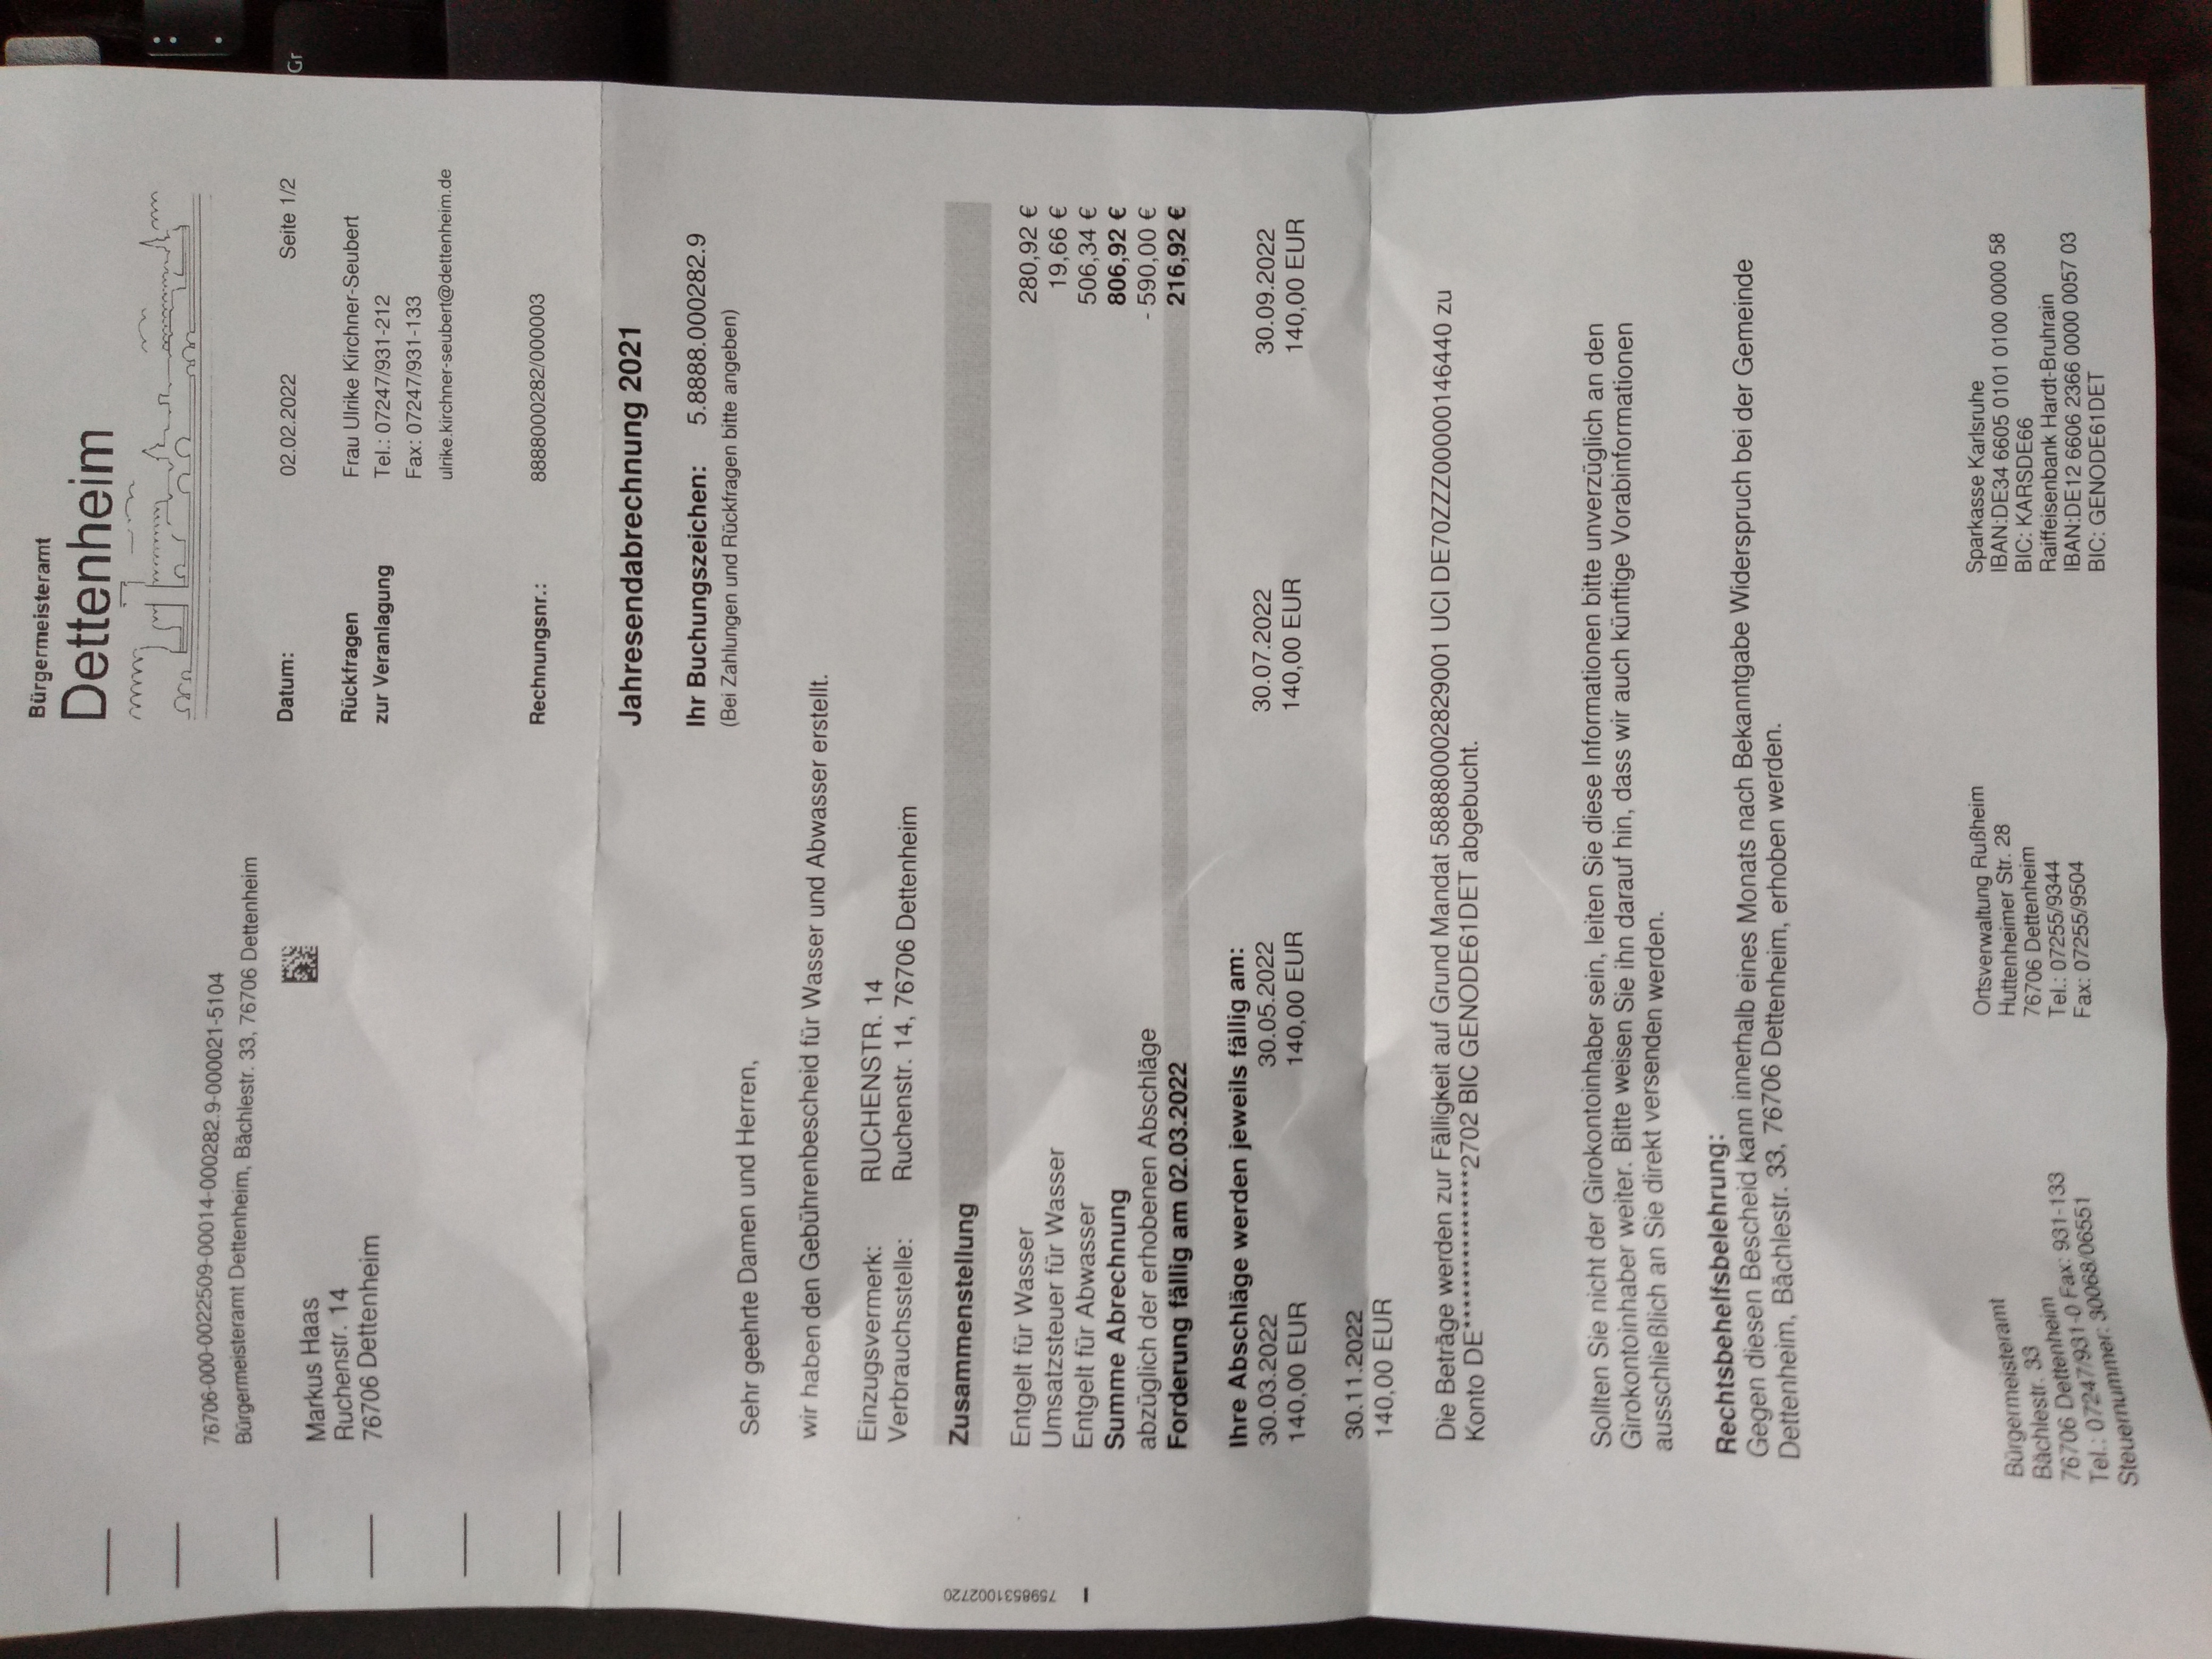 Bürgermeisteramt
Dettenheim
76706-000-0022509-00014-000282.9-000021-5104
Bürgermeisteramt Dettenheim, Bächlestr. 33, 76706 Dettenheim
Markus Haas
Ruchenstr. 14
76706 Dettenheim
Datum: 02.02.2022 Seite 1/2
Rückfragen Frau Ulrike Kirchner-Seubert
zur Veranlagung Tel.: 07247/931-212
Fax: 07247/931-133
ulrike.kirchner-seubert@dettenheim.de
Rechnungsnr.: 8888000282/000003
Jahresendabrechnung 2021
Ihr Buchungszeichen: 5.8888.000282.9
(Bei Zahlungen und Rückfragen bitte angeben)
Sehr geehrte Damen und Herren,
wir haben den Gebührenbescheid für Wasser und Abwasser erstellt.
Einzugsvermerk: RUCHENSTR. 14
Verbrauchsstelle: Ruchenstr. 14, 76706 Dettenheim
7598531002720
Zusammenstellung
Entgelt für Wasser 280,92 €
Umsatzsteuer für Wasser 19,66 €
Entgelt für Abwasser 506,34 €
Summe Abrechnung 806,92 €
abzüglich der erhobenen Abschläge - 590,00 €
Forderung fällig am 02.03.2022 216,92 €
Ihre Abschläge werden jeweils fällig am:
30.03.2022 30.05.2022 30.07.2022 30.09.2022
140,00 EUR 140,00 EUR 140,00 EUR 140,00 EUR
30.11.2022
140,00 EUR
Die Beträge werden zur Fälligkeit auf Grund Mandat 588880002829001 UCI DE70ZZZ00000146440 zu
Konto DE****************2702 BIC GENODE61DET abgebucht.
Sollten Sie nicht der Girokontoinhaber sein, leiten Sie diese Informationen bitte unverzüglich an den
Girokontoinhaber weiter. Bitte weisen Sie ihn darauf hin, dass wir auch künftige Vorabinformationen
ausschließlich an Sie direkt versenden werden.
Rechtsbehelfsbelehrung:
Gegen diesen Bescheid kann innerhalb eines Monats nach Bekanntgabe Widerspruch bei der Gemeinde
Dettenheim, Bächlestr. 33, 76706 Dettenheim, erhoben werden.
Bürgermeisteramt
Bächlestr. 33
76706 Dettenheim
Tel.: 07247/931-0 Fax: 931-133
Steuernummer: 30068/06551
Ortsverwaltung Rußheim
Huttenheimer Str. 28
76706 Dettenheim
Tel.: 07255/9344
Fax: 07255/9504
Sparkasse Karlsruhe
IBAN:DE34 6605 0101 0100 0000 58
BIC: KARSDE66
Raiffeisenbank Hardt-Bruhrain
IBAN:DE12 6606 2366 0000 0057 03
BIC: GENODE61DET
Gr